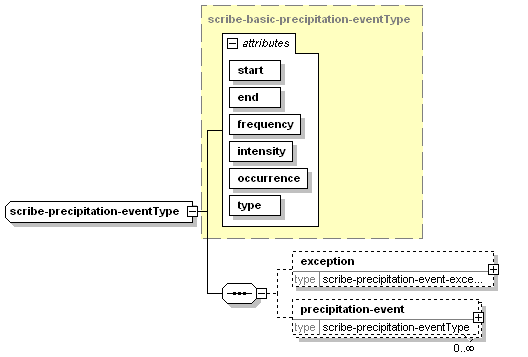 scribe-basic-precipitation-eventType
attributes
start
end
frequency
intensity
occurrence
type
scribe-precipitation-eventType
exception
type scribe-precipitation-event-exce...
precipitation-event
type scribe-precipitation-eventType
0..∞